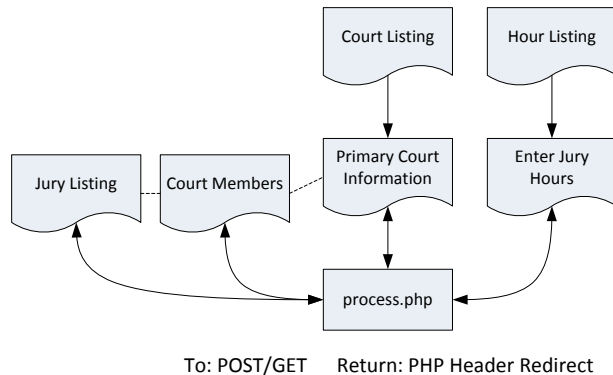 Court Listing
Hour Listing
Jury Listing
Court Members
Primary Court
Information
Enter Jury
Hours
process.php
To: POST/GET Return: PHP Header Redirect